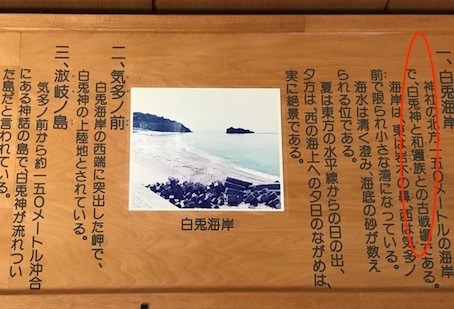 一、白兎海岸
神社の北方一五〇メートルの海岸
で、白兎神と和邇族との古戦場である。
海岸は、東は岩木の鼻、西は気多ノ
前で限られ小さな湾になっている。
海水は清く澄み、海底の砂が数え
られる位である。
夏は東方の水平線からの日の出、
夕方は、西の海上への夕日のながめは、
実に絶景である。
白兎海岸
二、気多ノ前
白兎海岸の西端に突出した岬で、
白兎神の上陸地とされている。
三、淤岐ノ島
気多ノ前から約一五〇メートル沖合
にある神話の島で、白兎神が流れつい
た島だと言われている。